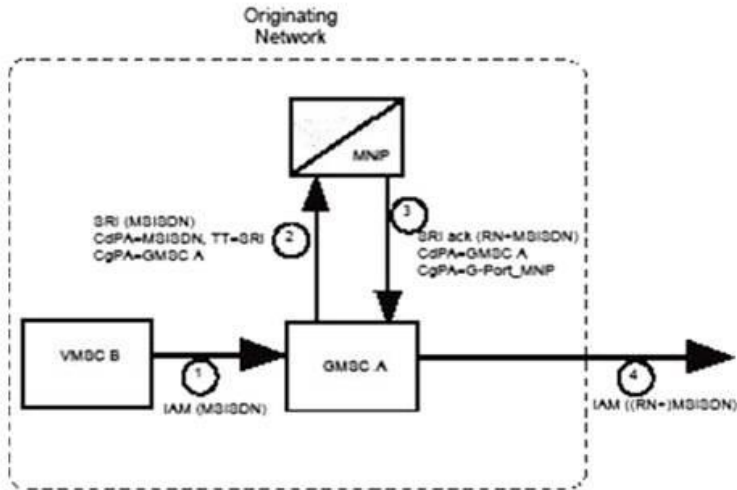 Originating
Network
MNP
SRI (MSISDN)
CdPA=MSISDN, TT=SRI
CgPA=GMSC A
2
3
SRI ack (RN+MSISDN)
CdPA=GMSC A
CgPA=G-Port_MNP
VMSC B
1
IAM (MSISDN)
GMSC A
4
IAM ((RN+)MSISDN)